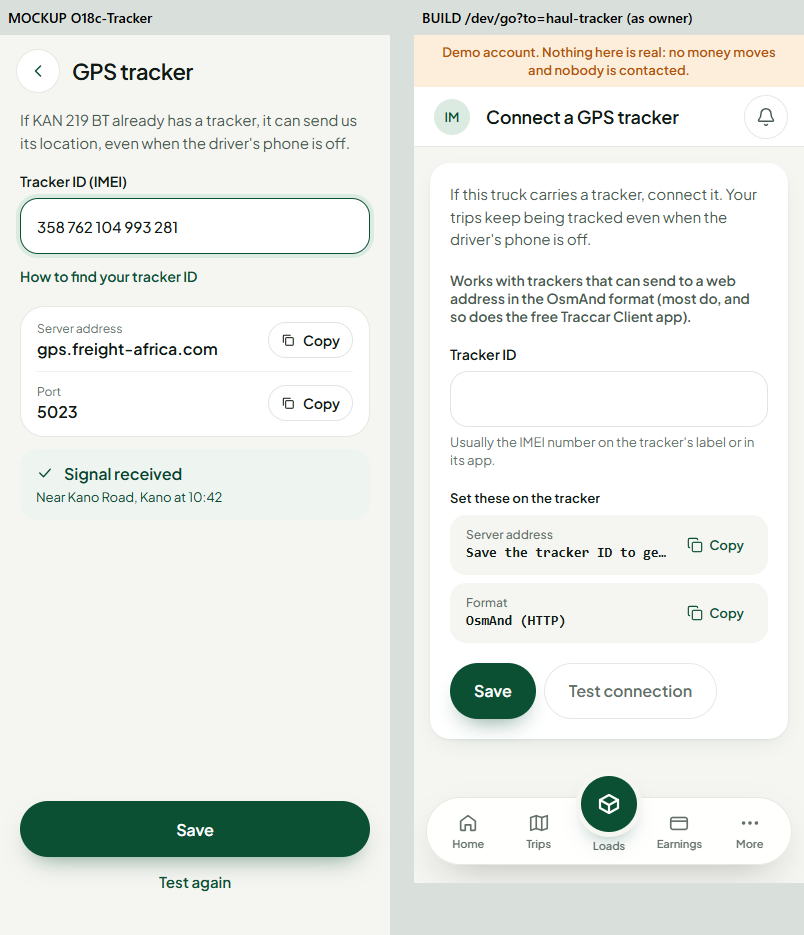 MOCKUP O18c-Tracker
GPS tracker
If KAN 219 BT already has a tracker, it can send us
its location, even when the driver's phone is off.
Tracker ID (IMEI)
358 762 104 993 281
How to find your tracker ID
Server address
gps.freight-africa.com
Copy
Port
5023
Copy
Signal received
Near Kano Road, Kano at 10:42
Save
Test again
BUILD /dev/go?to=haul-tracker (as owner)
Demo account. Nothing here is real: no money moves
and nobody is contacted.
IM
Connect a GPS tracker
If this truck carries a tracker, connect it. Your
trips keep being tracked even when the
driver's phone is off.
Works with trackers that can send to a web
address in the OsmAnd format (most do, and
so does the free Traccar Client app).
Tracker ID
Usually the IMEI number on the tracker's label or in
its app.
Set these on the tracker
Server address
Save the tracker ID to ge…
Copy
Format
OsmAnd (HTTP)
Copy
Save
Test connection
Home
Trips
Loads
Earnings
More